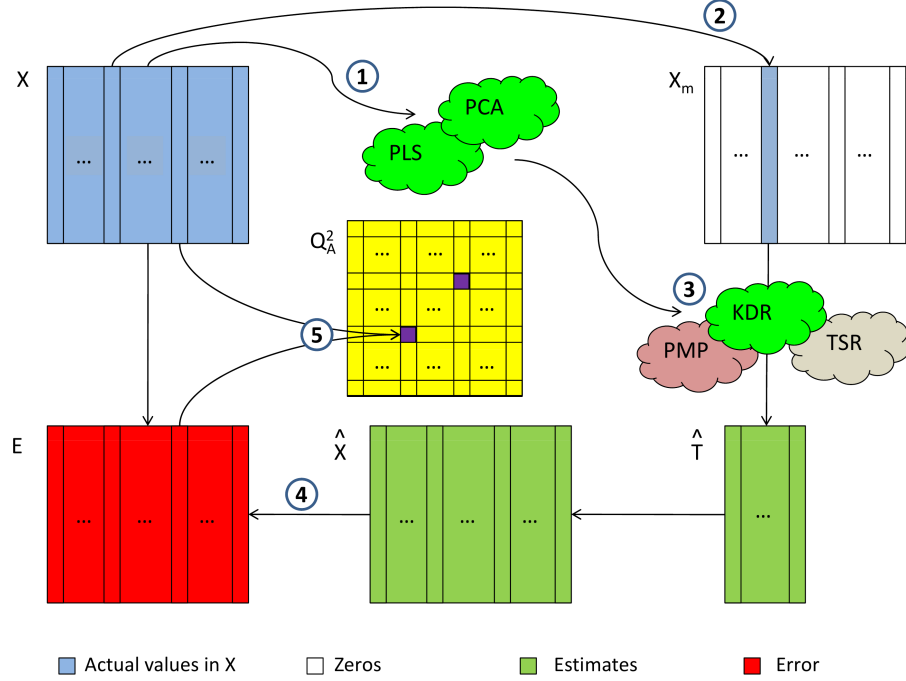 2
X
1
X_m
PCA
... ... ...
PLS
... ... ...
Q_A^2
... ... ...
3
KDR
5
... ... ...
PMP
TSR
... ... ...
E
^
X
^
T
4
... ... ...
... ... ...
...
Actual values in X
Zeros
Estimates
Error